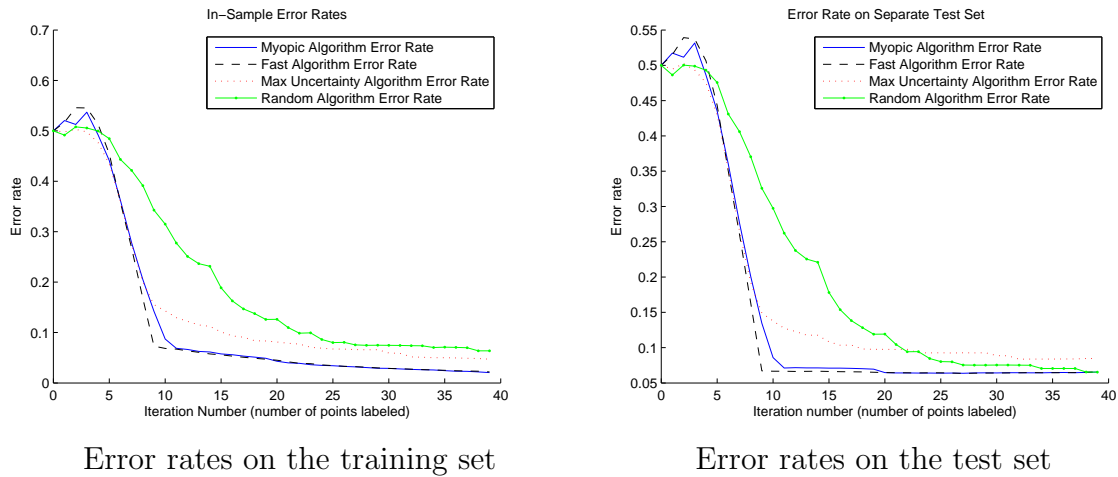 In−Sample Error Rates
0.7
0.6
0.5
0.4
0.3
0.2
0.1
0
Error rate
Myopic Algorithm Error Rate
Fast Algorithm Error Rate
Max Uncertainty Algorithm Error Rate
Random Algorithm Error Rate
0 5 10 15 20 25 30 35 40
Iteration Number (number of points labeled)
Error rates on the training set
Error Rate on Separate Test Set
0.55
0.5
0.45
0.4
0.35
0.3
0.25
0.2
0.15
0.1
0.05
Error rate
Myopic Algorithm Error Rate
Fast Algorithm Error Rate
Max Uncertainty Algorithm Error Rate
Random Algorithm Error Rate
0 5 10 15 20 25 30 35 40
Iteration number (number of points labeled)
Error rates on the test set